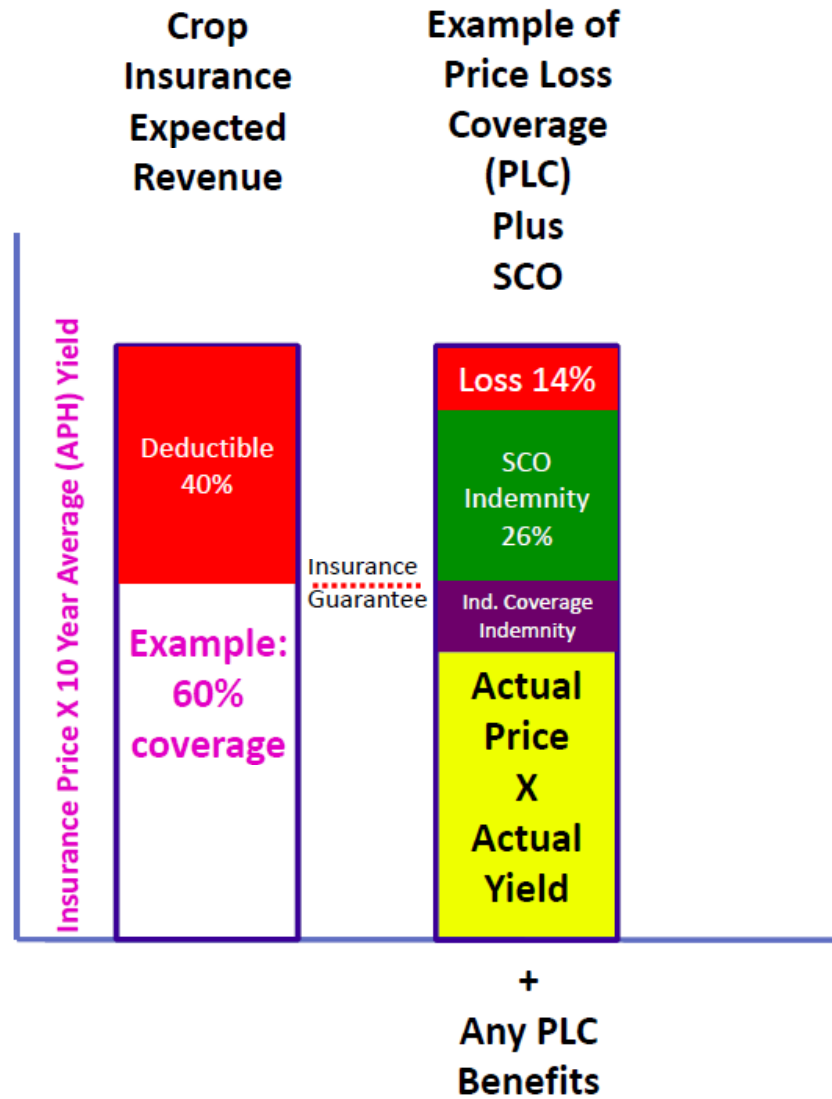 Crop
Insurance
Expected
Revenue
Example of
Price Loss
Coverage
(PLC)
Plus
SCO
Insurance Price X 10 Year Average (APH) Yield
Deductible
40%
Example:
60%
coverage
Insurance
Guarantee
Loss 14%
SCO
Indemnity
26%
Ind. Coverage
Indemnity
Actual
Price
X
Actual
Yield
+
Any PLC
Benefits